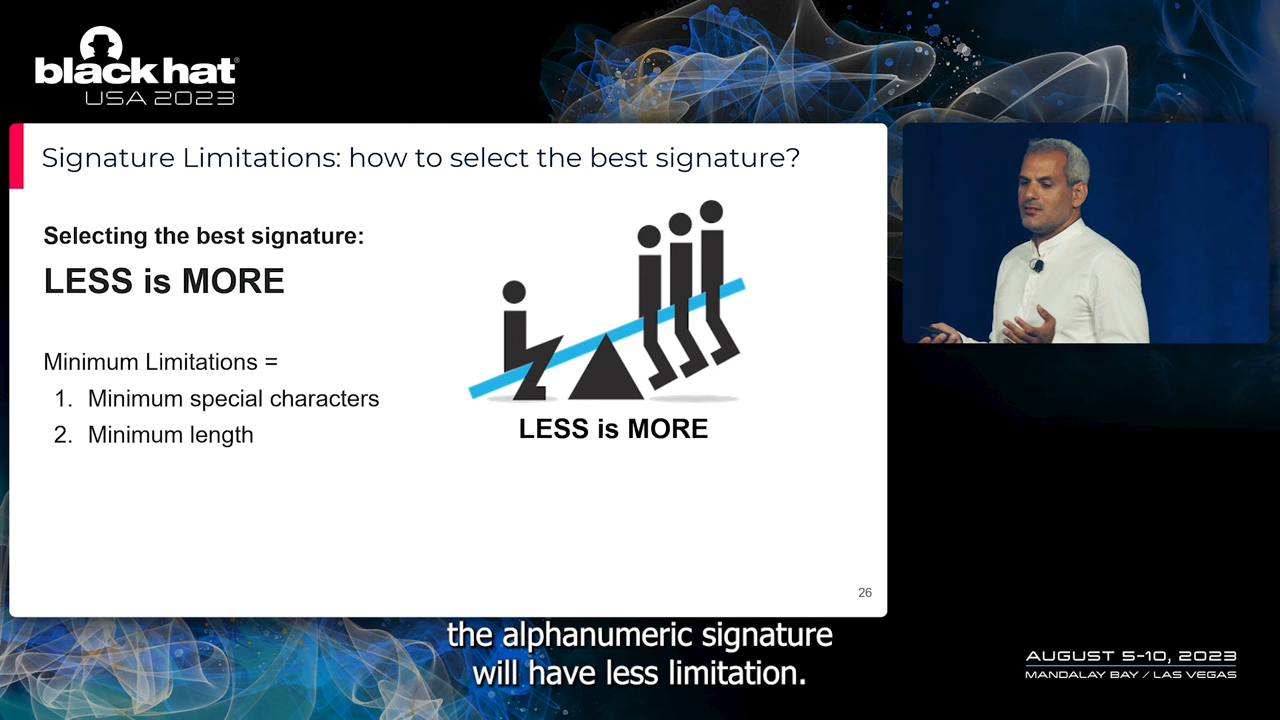 black hat®
USA 2023
Signature Limitations: how to select the best signature?
Selecting the best signature:
LESS is MORE
Minimum Limitations =
1. Minimum special characters
2. Minimum length
LESS is MORE
26
the alphanumeric signature
will have less limitation.
AUGUST 5-10, 2023
MANDALAY BAY / LAS VEGAS